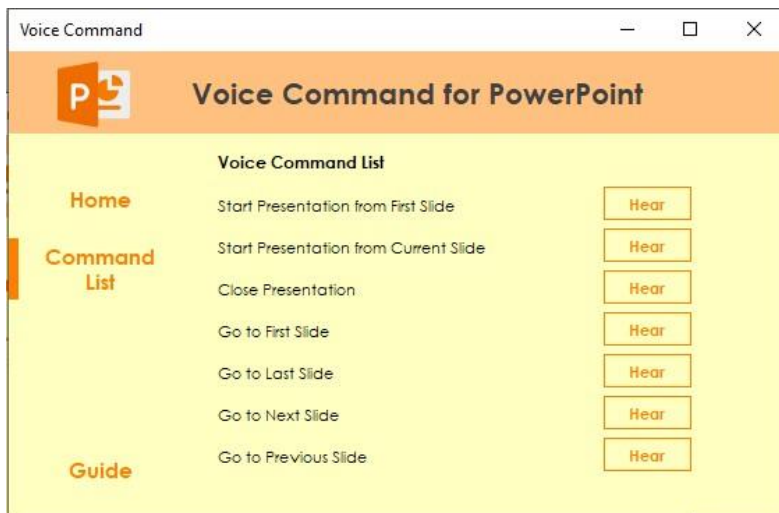 Voice Command
P
Voice Command for PowerPoint
Home
Command
List
Guide
Voice Command List
Start Presentation from First Slide Hear
Start Presentation from Current Slide Hear
Close Presentation Hear
Go to First Slide Hear
Go to Last Slide Hear
Go to Next Slide Hear
Go to Previous Slide Hear